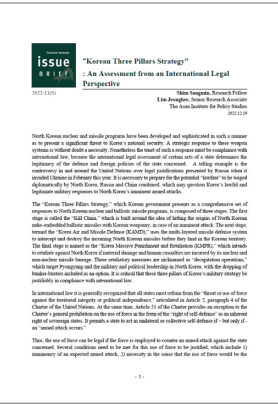 issue
BRIEF
"Korean Three Pillars Strategy"
: An Assessment from an International Legal
Perspective
2022-11(S)
Shin Sougmin, Research Fellow
Lim Jeonghee, Senior Research Associate
The Asan Institute for Policy Studies
2022.12.19
North Korean nuclear and missile programs have been developed and sophisticated in such a manner
as to present a significant threat to Korea's national security. A strategic response to these weapon
systems is without doubt a necessity. Nonetheless the tenet of such a response must be compliance with
international law, because the international legal assessment of certain acts of a state determines the
legitimacy of the defense and foreign policies of the state concerned. A telling example is the
controversy in and around the United Nations over legal justifications presented by Russia when it
invaded Ukraine in February this year. It is necessary to prepare for the potential "lawfare" to be waged
diplomatically by North Korea, Russia and China combined, which may question Korea's lawful and
legitimate military responses to North Korea's imminent armed attacks.
The "Korean Three Pillars Strategy," which Korean government presents as a comprehensive set of
responses to North Korean nuclear and ballistic missile programs, is composed of three stages. The first
stage is called the "Kill Chain," which is built around the idea of hitting the origins of North Korean
nuke-embedded ballistic missiles with Korean weaponry, in case of an imminent attack. The next stage,
termed the "Korea Air and Missile Defense (KAMD)," uses the multi-layered missile defense system
to intercept and destroy the incoming North Korean missiles before they land in the Korean territory.
The final stage is named to the "Korea Massive Punishment and Retaliation (KMPR)," which intends
to retaliate against North Korea if material damage and human casualties are incurred by its nuclear and
non-nuclear missile barrage. These retaliatory measures are nicknamed as "decapitation operations,"
which target Pyongyang and the military and political leadership in North Korea, with the dropping of
bunker-busters included as an option. It is critical that these three pillars of Korea's military strategy be
justifiably in compliance with international law.
In international law it is generally recognized that all states must refrain from the "threat or use of force
against the territorial integrity or political independence," articulated in Article 2, paragraph 4 of the
Charter of the United Nations. At the same time, Article 51 of the Charter provides an exception to the
Charter's general prohibition on the use of force in the form of the "right of self-defense" as an inherent
right of sovereign states. It permits a state to act in unilateral or collective self-defense if – but only if –
an "armed attack occurs."
Thus, the use of force can be legal if the force is employed to counter an armed attack against the state
concerned. Several conditions need to be met for this use of force to be justified, which include 1)
imminency of an expected armed attack; 2) necessity in the sense that the use of force would be the
- 1 -